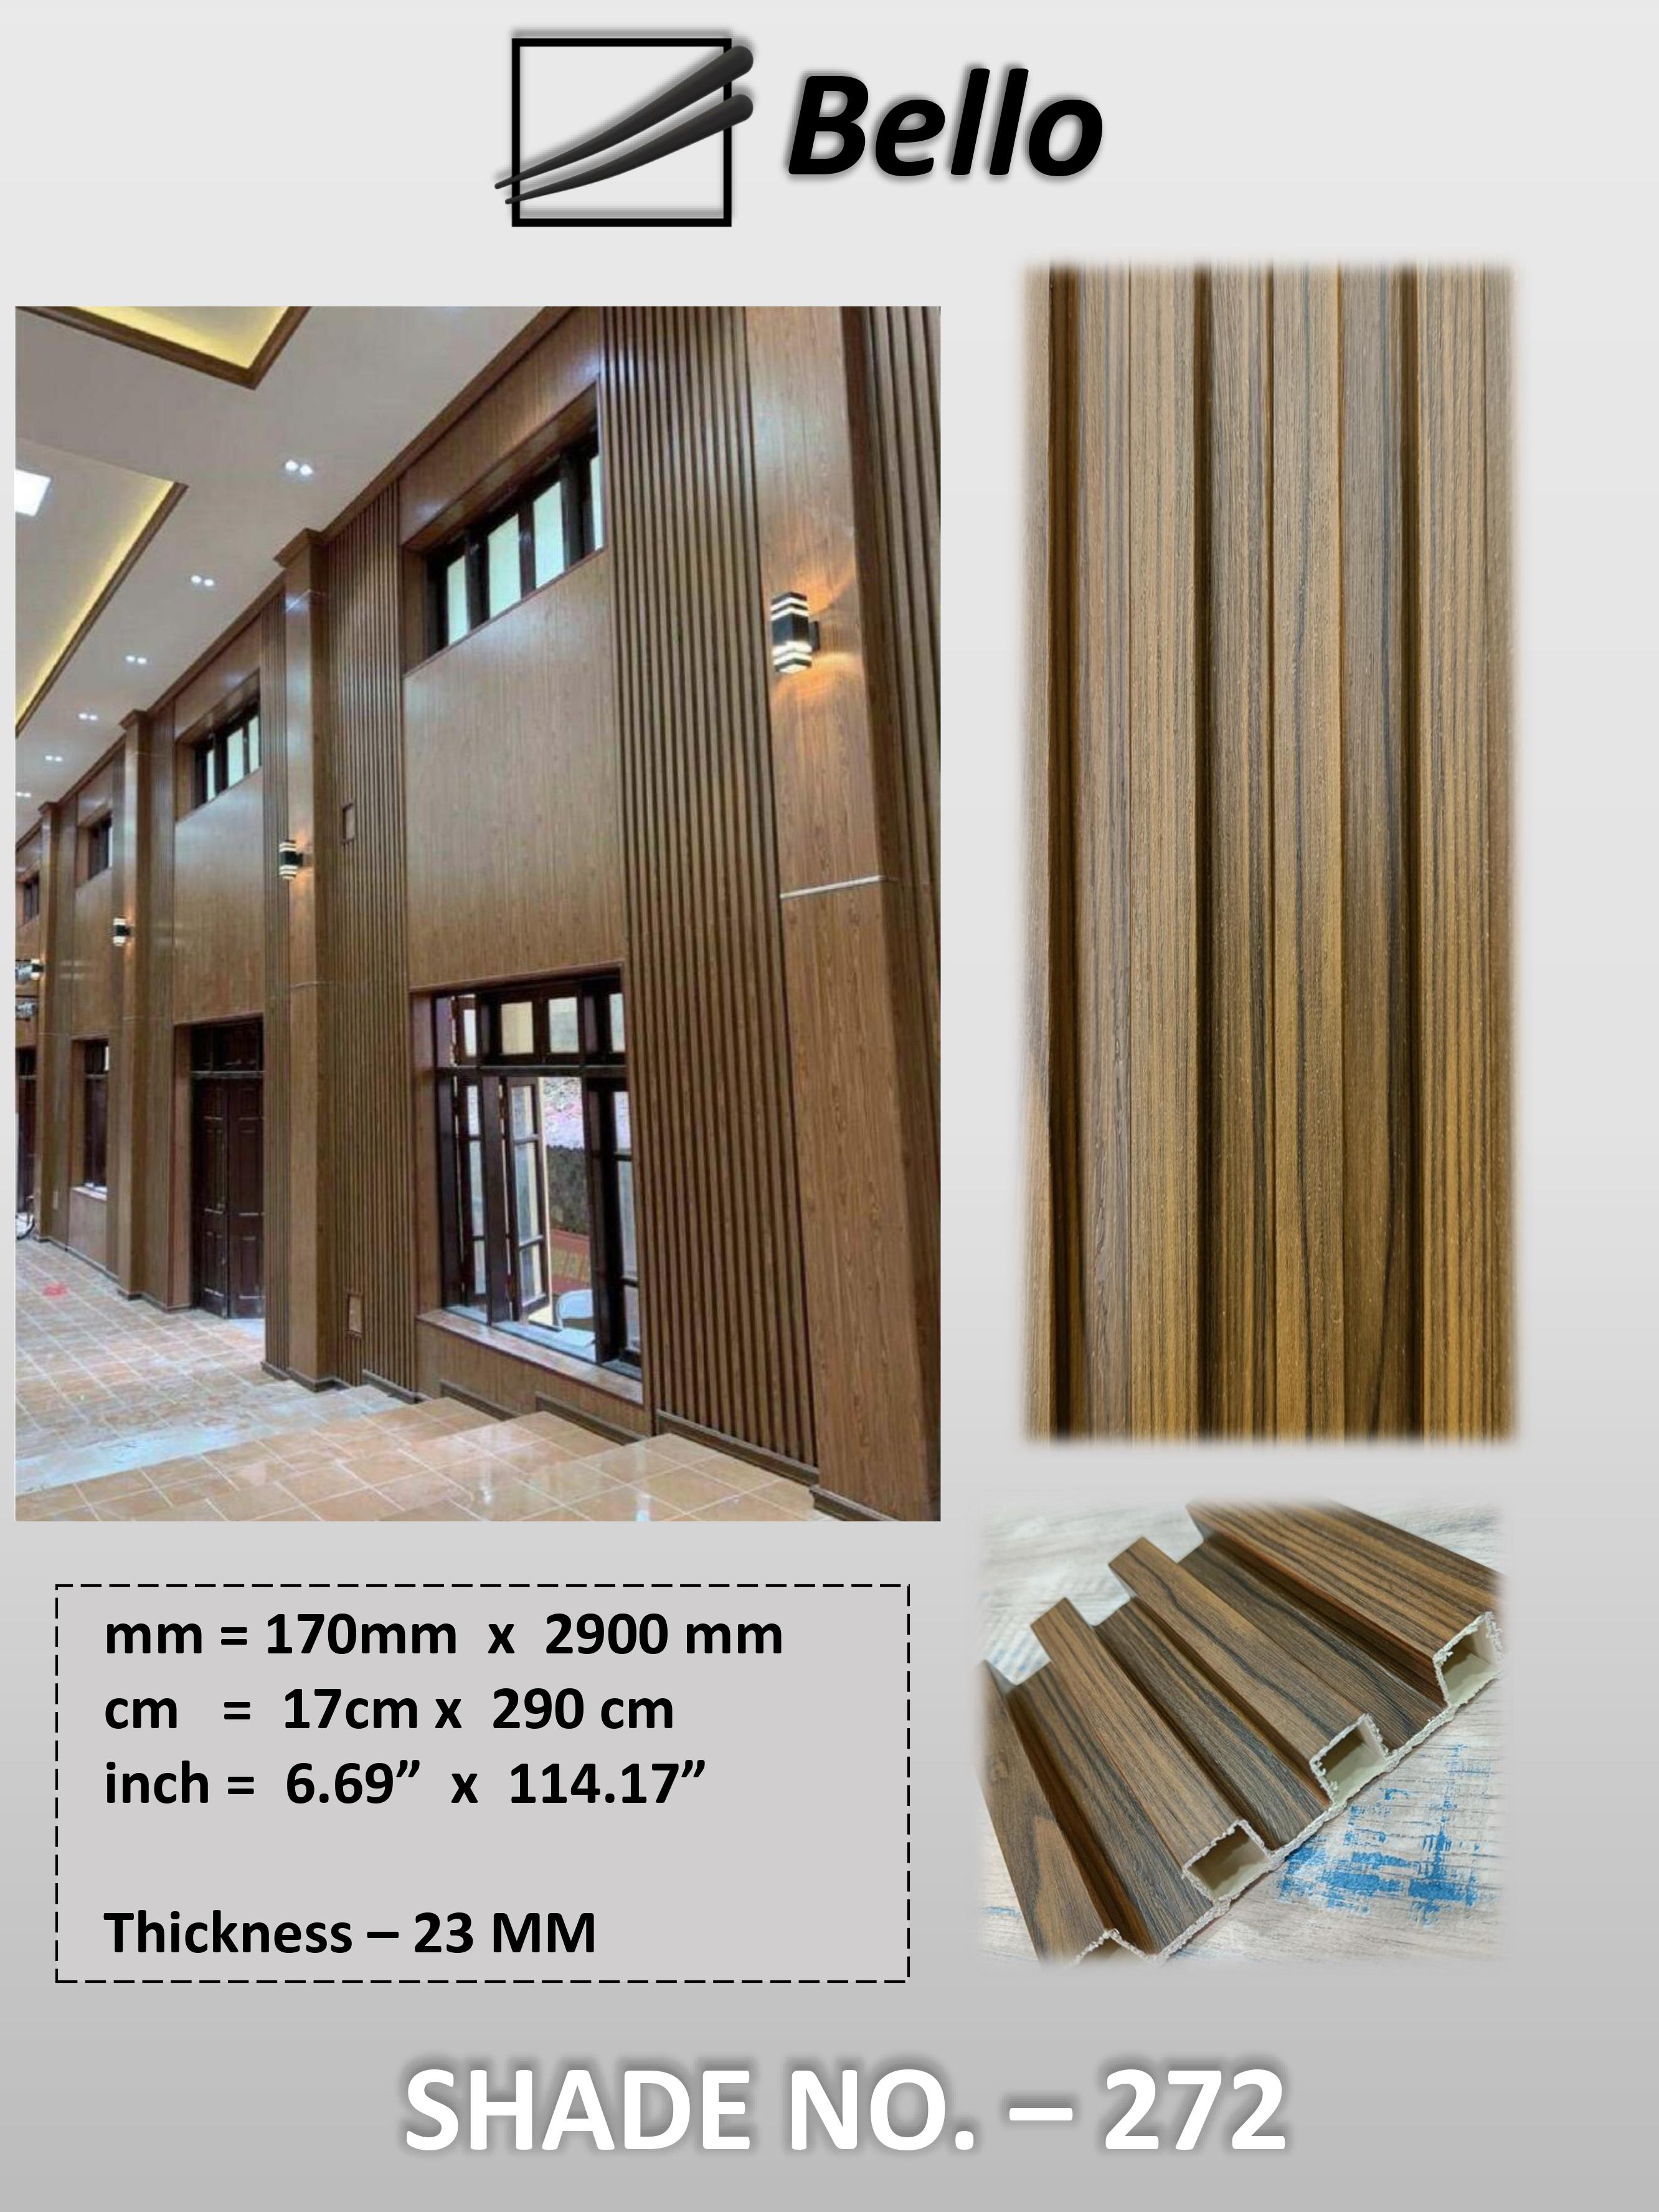 Bello
mm = 170mm x 2900 mm
cm = 17cm x 290 cm
inch = 6.69” x 114.17”
Thickness – 23 MM
SHADE NO. – 272